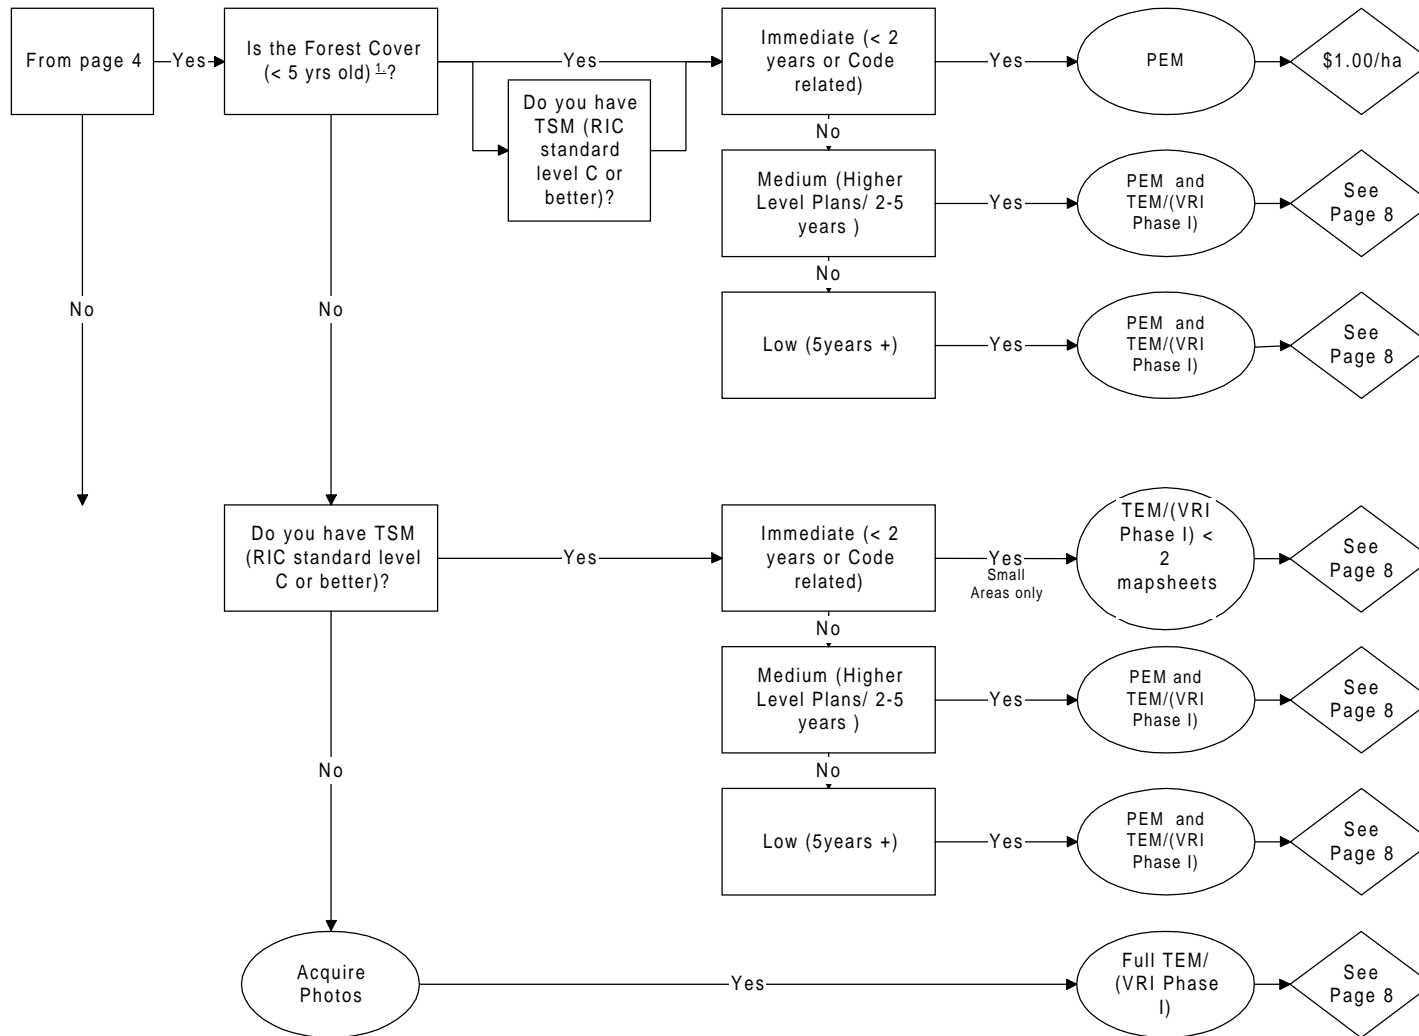 From page 4
Yes
Is the Forest Cover
(< 5 yrs old) 1.?
Yes
Do you have
TSM (RIC
standard
level C or
better)?
Immediate (< 2
years or Code
related)
Yes
PEM
$1.00/ha
No
Medium (Higher
Level Plans/ 2-5
years )
Yes
PEM and
TEM/(VRI
Phase I)
See
Page 8
No
Low (5years +)
Yes
PEM and
TEM/(VRI
Phase I)
See
Page 8
No
No
Do you have TSM
(RIC standard level
C or better)?
Yes
Immediate (< 2
years or Code
related)
Yes
Small
Areas only
TEM/(VRI
Phase I) <
2
mapsheets
See
Page 8
No
Medium (Higher
Level Plans/ 2-5
years )
Yes
PEM and
TEM/(VRI
Phase I)
See
Page 8
No
No
Low (5years +)
Yes
PEM and
TEM/(VRI
Phase I)
See
Page 8
Acquire
Photos
Yes
Full TEM/
(VRI Phase
I)
See
Page 8